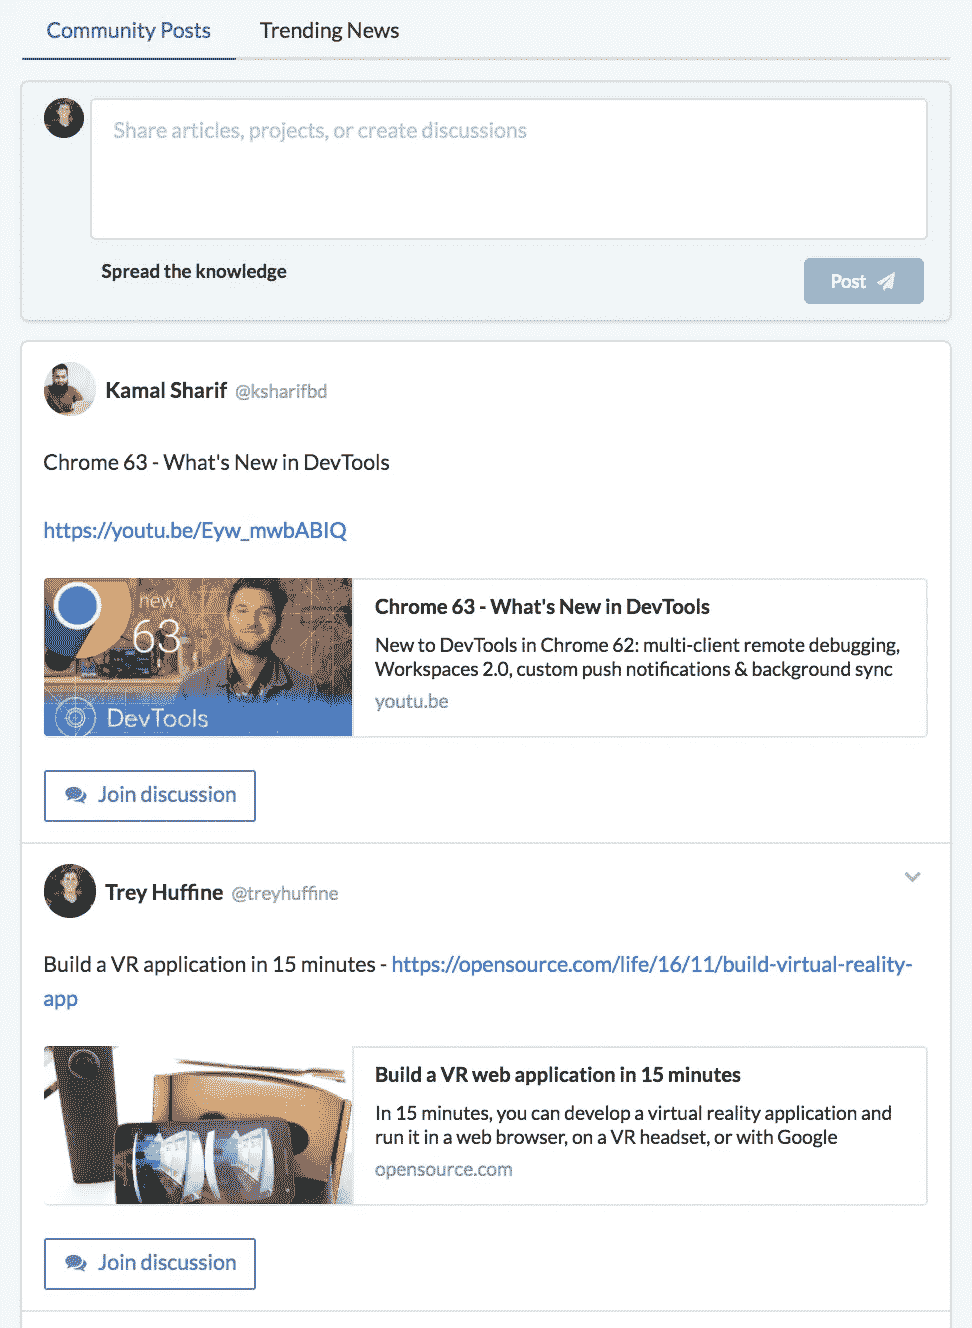 Community Posts
Trending News
Share articles, projects, or create discussions
Spread the knowledge
Post
Kamal Sharif @ksharifbd
Chrome 63 - What's New in DevTools
https://youtu.be/Eyw_mwbABIQ
new
63
DevTools
Chrome 63 - What's New in DevTools
New to DevTools in Chrome 62: multi-client remote debugging,
Workspaces 2.0, custom push notifications & background sync
youtu.be
Join discussion
Trey Huffine @treyhuffine
Build a VR application in 15 minutes - https://opensource.com/life/16/11/build-virtual-reality-
app
Build a VR web application in 15 minutes
In 15 minutes, you can develop a virtual reality application and
run it in a web browser, on a VR headset, or with Google
opensource.com
Join discussion